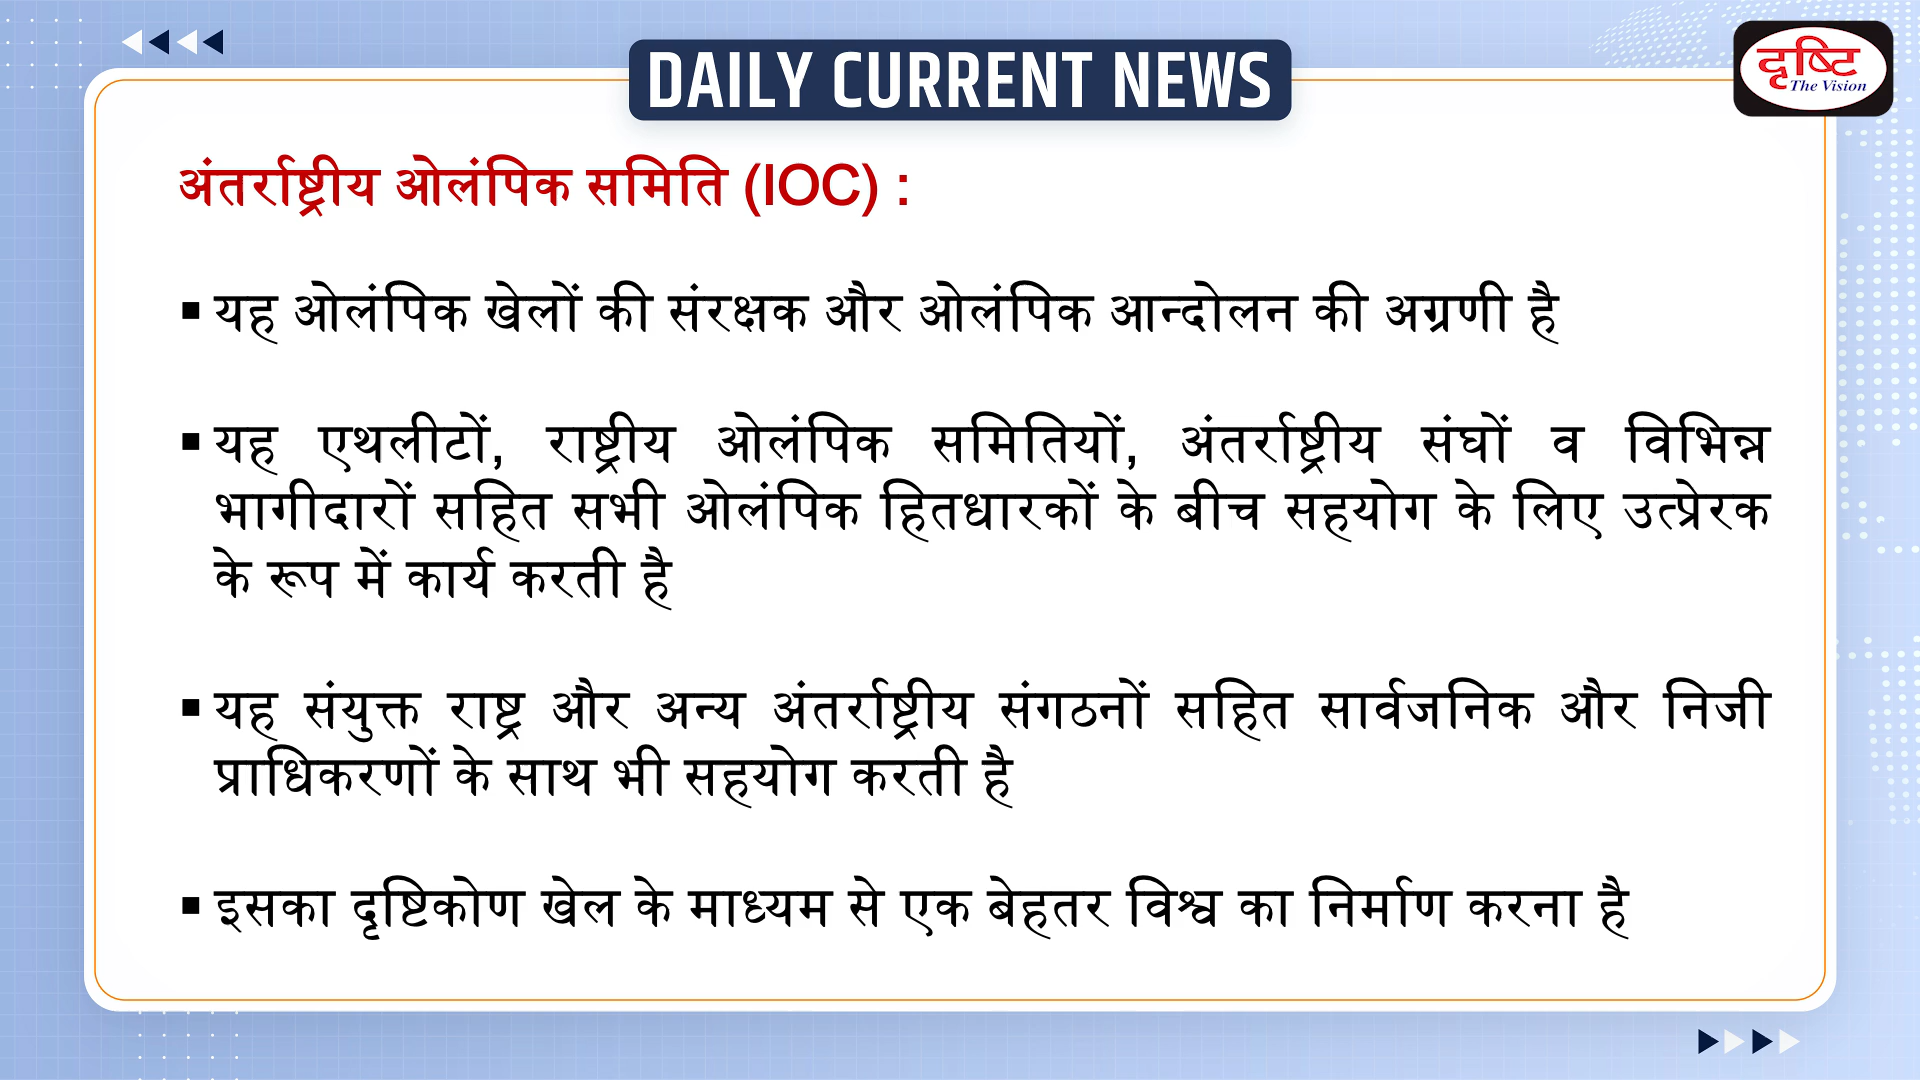 DAILY CURRENT NEWS
दृष्टि
The Vision
अंतर्राष्ट्रीय ओलंपिक समिति (IOC) :
▪ यह ओलंपिक खेलों की संरक्षक और ओलंपिक आन्दोलन की अग्रणी है
▪ यह एथलीटों, राष्ट्रीय ओलंपिक समितियों, अंतर्राष्ट्रीय संघों व विभिन्न
भागीदारों सहित सभी ओलंपिक हितधारकों के बीच सहयोग के लिए उत्प्रेरक
के रूप में कार्य करती है
▪ यह संयुक्त राष्ट्र और अन्य अंतर्राष्ट्रीय संगठनों सहित सार्वजनिक और निजी
प्राधिकरणों के साथ भी सहयोग करती है
▪ इसका दृष्टिकोण खेल के माध्यम से एक बेहतर विश्व का निर्माण करना है